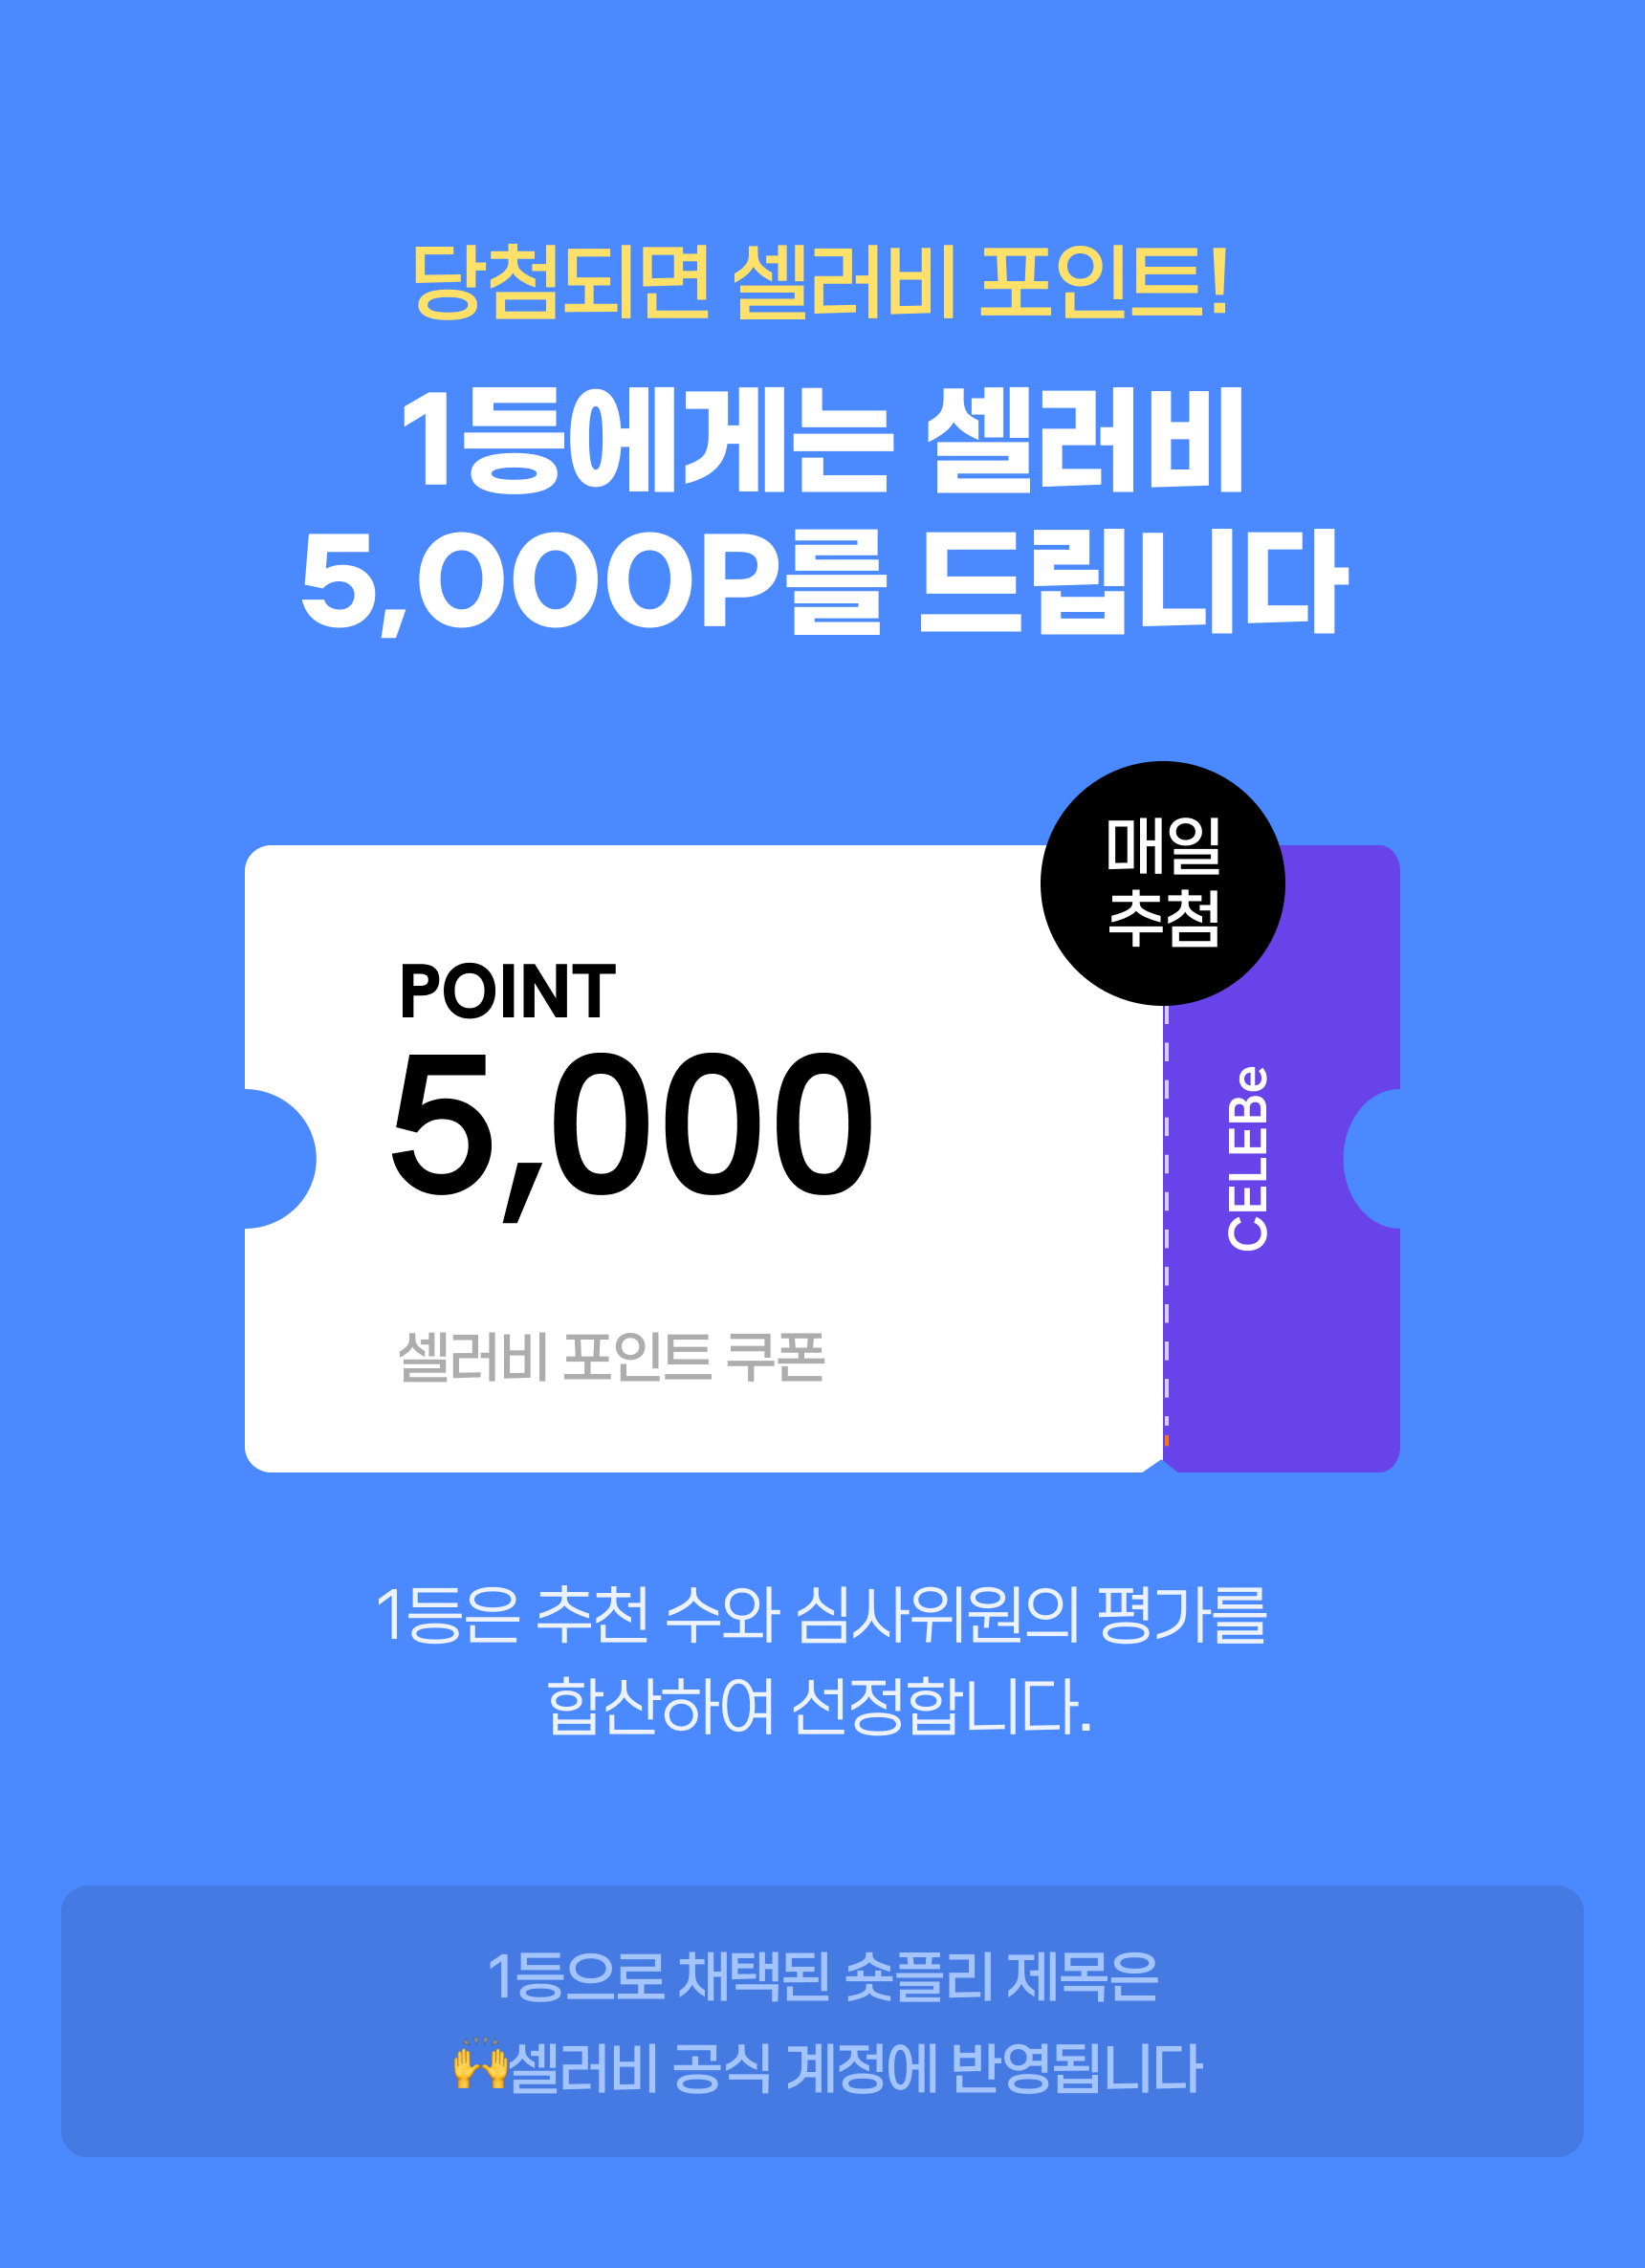 당첨되면 셀러비 포인트!
1등에게는 셀러비
5,000P를 드립니다
매일
추첨
POINT
5,000
CELEBe
셀러비 포인트 쿠폰
1등은 추천 수와 심사위원의 평가를
합산하여 선정합니다.
1등으로 채택된 숏플리 제목은
🙌셀러비 공식 계정에 반영됩니다